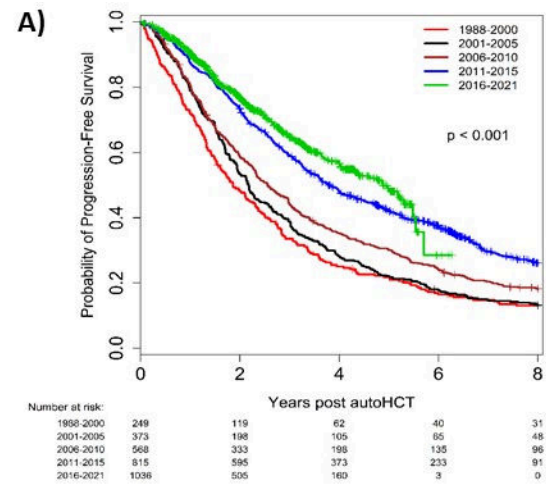 A)
1988-2000
2001-2005
2006-2010
2011-2015
2016-2021
p < 0.001
Probability of Progression-Free Survival
1.0
0.8
0.6
0.4
0.2
0.0
0 2 4 6 8
Years post autoHCT
Number at risk:
1988-2000 249 119 62 40 31
2001-2005 373 198 105 65 48
2006-2010 568 333 198 135 96
2011-2015 815 595 373 233 91
2016-2021 1036 505 160 3 0